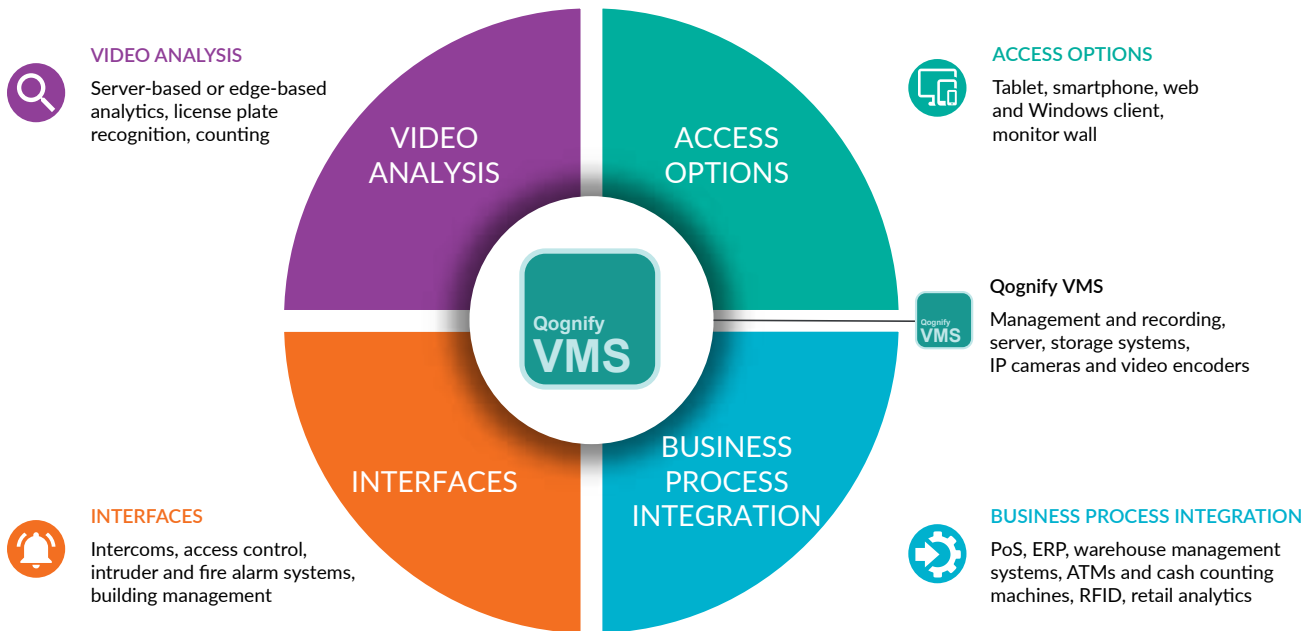 VIDEO ANALYSIS
Server-based or edge-based
analytics, license plate
recognition, counting
VIDEO
ANALYSIS
ACCESS
OPTIONS
ACCESS OPTIONS
Tablet, smartphone, web
and Windows client,
monitor wall
Qognify
VMS
Qognify
VMS
Qognify VMS
Management and recording,
server, storage systems,
IP cameras and video encoders
INTERFACES
BUSINESS
PROCESS
INTEGRATION
INTERFACES
Intercoms, access control,
intruder and fire alarm systems,
building management
BUSINESS PROCESS INTEGRATION
PoS, ERP, warehouse management
systems, ATMs and cash counting
machines, RFID, retail analytics